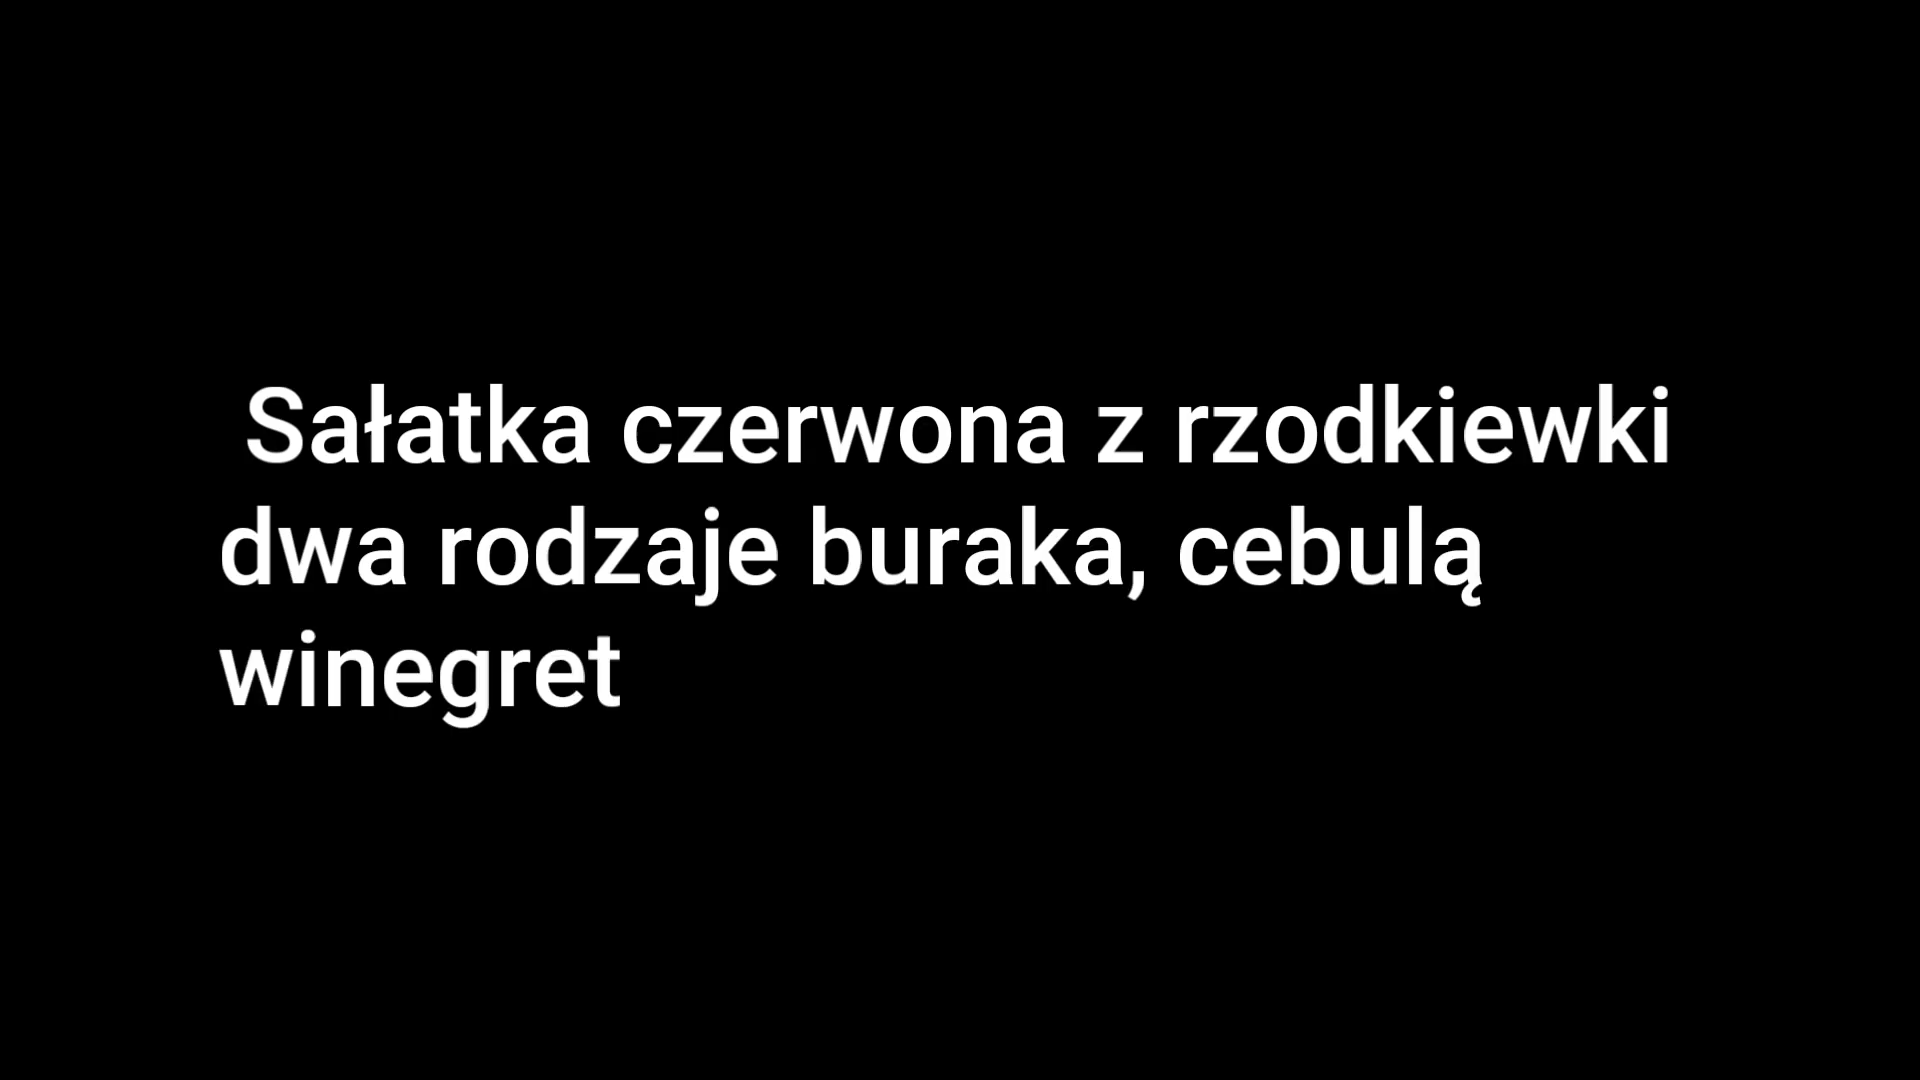 Sałatka czerwona z rzodkiewki
dwa rodzaje buraka, cebulą
winegret